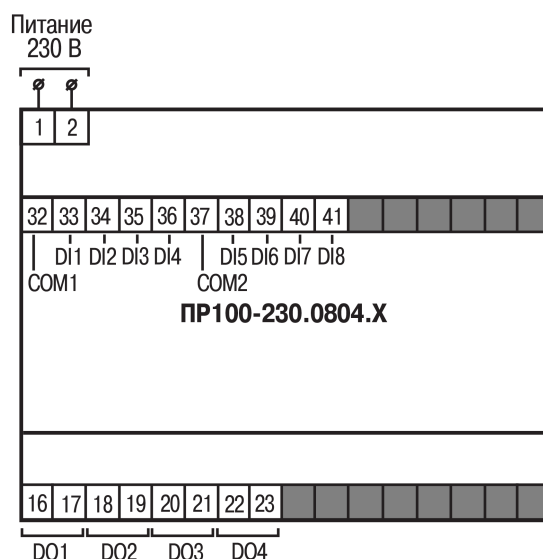 Питание
230 В
1 2
32 33 34 35 36 37 38 39 40 41
DI1 DI2 DI3 DI4 DI5 DI6 DI7 DI8
COM1 COM2
ПР100-230.0804.X
16 17 18 19 20 21 22 23
DO1 DO2 DO3 DO4